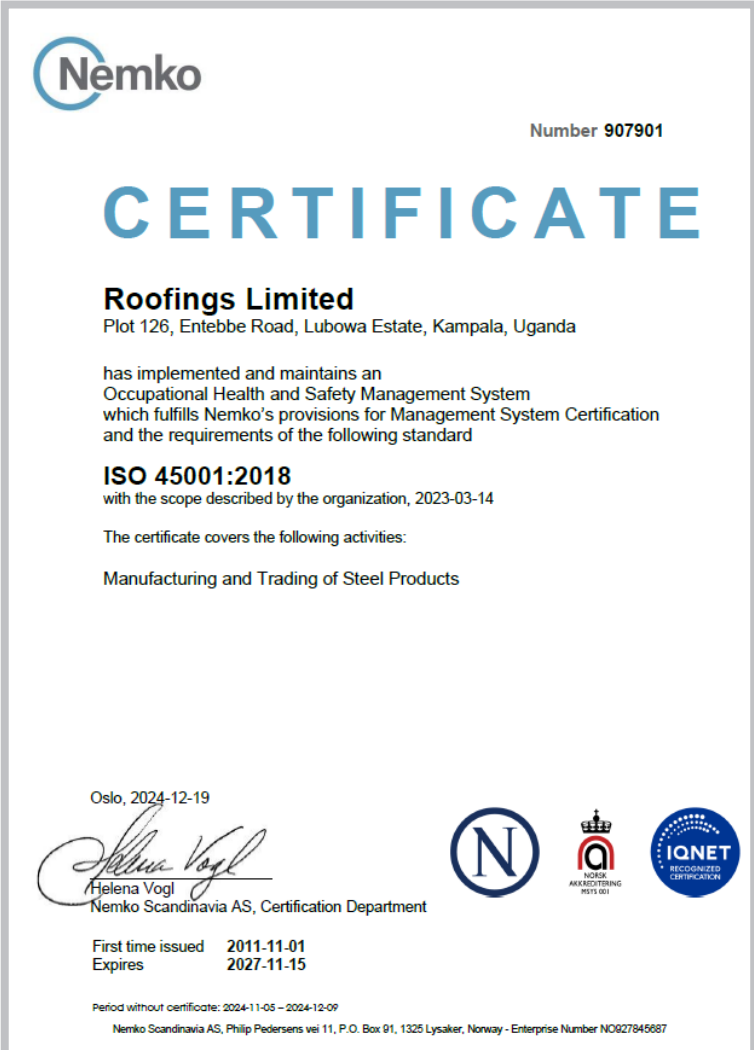 Nemko
Number 907901
CERTIFICATE
Roofings Limited
Plot 126, Entebbe Road, Lubowa Estate, Kampala, Uganda
has implemented and maintains an
Occupational Health and Safety Management System
which fulfills Nemko's provisions for Management System Certification
and the requirements of the following standard
ISO 45001:2018
with the scope described by the organization, 2023-03-14
The certificate covers the following activities:
Manufacturing and Trading of Steel Products
Oslo, 2024-12-19
Helena Vogl
Helena Vogl
Nemko Scandinavia AS, Certification Department
N
NORSK
AKKREDITERING
MSYS 001
IQNET
RECOGNIZED
CERTIFICATION
First time issued 2011-11-01
Expires 2027-11-15
Period without certificate: 2024-11-05 – 2024-12-09
Nemko Scandinavia AS, Philip Pedersens vei 11, P.O. Box 91, 1325 Lysaker, Norway - Enterprise Number NO927845687